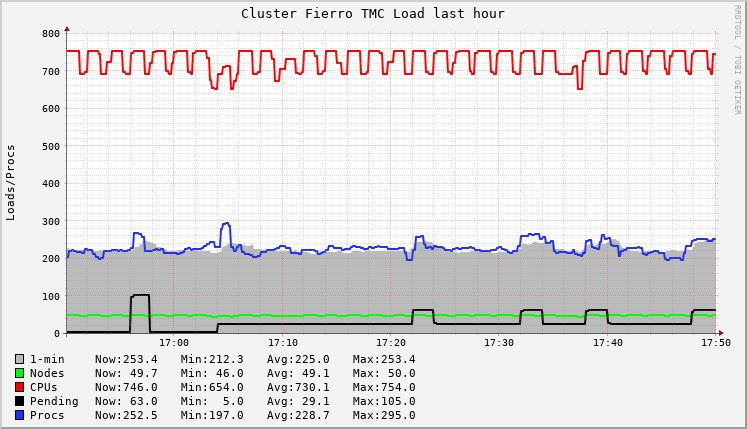 Cluster Fierro TMC Load last hour
RRDTOOL / TOBI OETIKER
Loads/Procs
800
700
600
500
400
300
200
100
0
17:00 17:10 17:20 17:30 17:40 17:50
1-min Now:253.4 Min:212.3 Avg:225.0 Max:253.4
Nodes Now: 49.7 Min: 46.0 Avg: 49.1 Max: 50.0
CPUs Now:746.0 Min:654.0 Avg:730.1 Max:754.0
Pending Now: 63.0 Min: 5.0 Avg: 29.1 Max:105.0
Procs Now:252.5 Min:197.0 Avg:228.7 Max:295.0